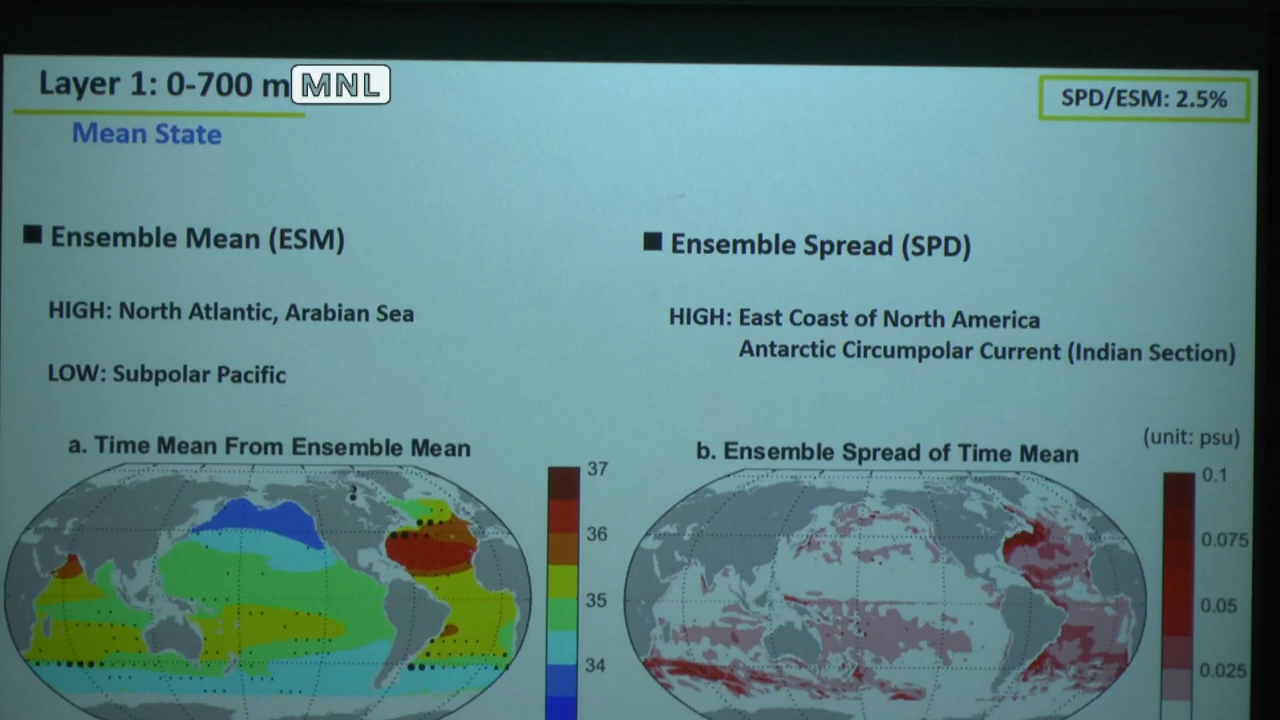 Layer 1: 0-700 m MNL
SPD/ESM: 2.5%
Mean State
■ Ensemble Mean (ESM)
■ Ensemble Spread (SPD)
HIGH: North Atlantic, Arabian Sea
HIGH: East Coast of North America
Antarctic Circumpolar Current (Indian Section)
LOW: Subpolar Pacific
(unit: psu)
a. Time Mean From Ensemble Mean
b. Ensemble Spread of Time Mean
37
36
35
34
0.1
0.075
0.05
0.025